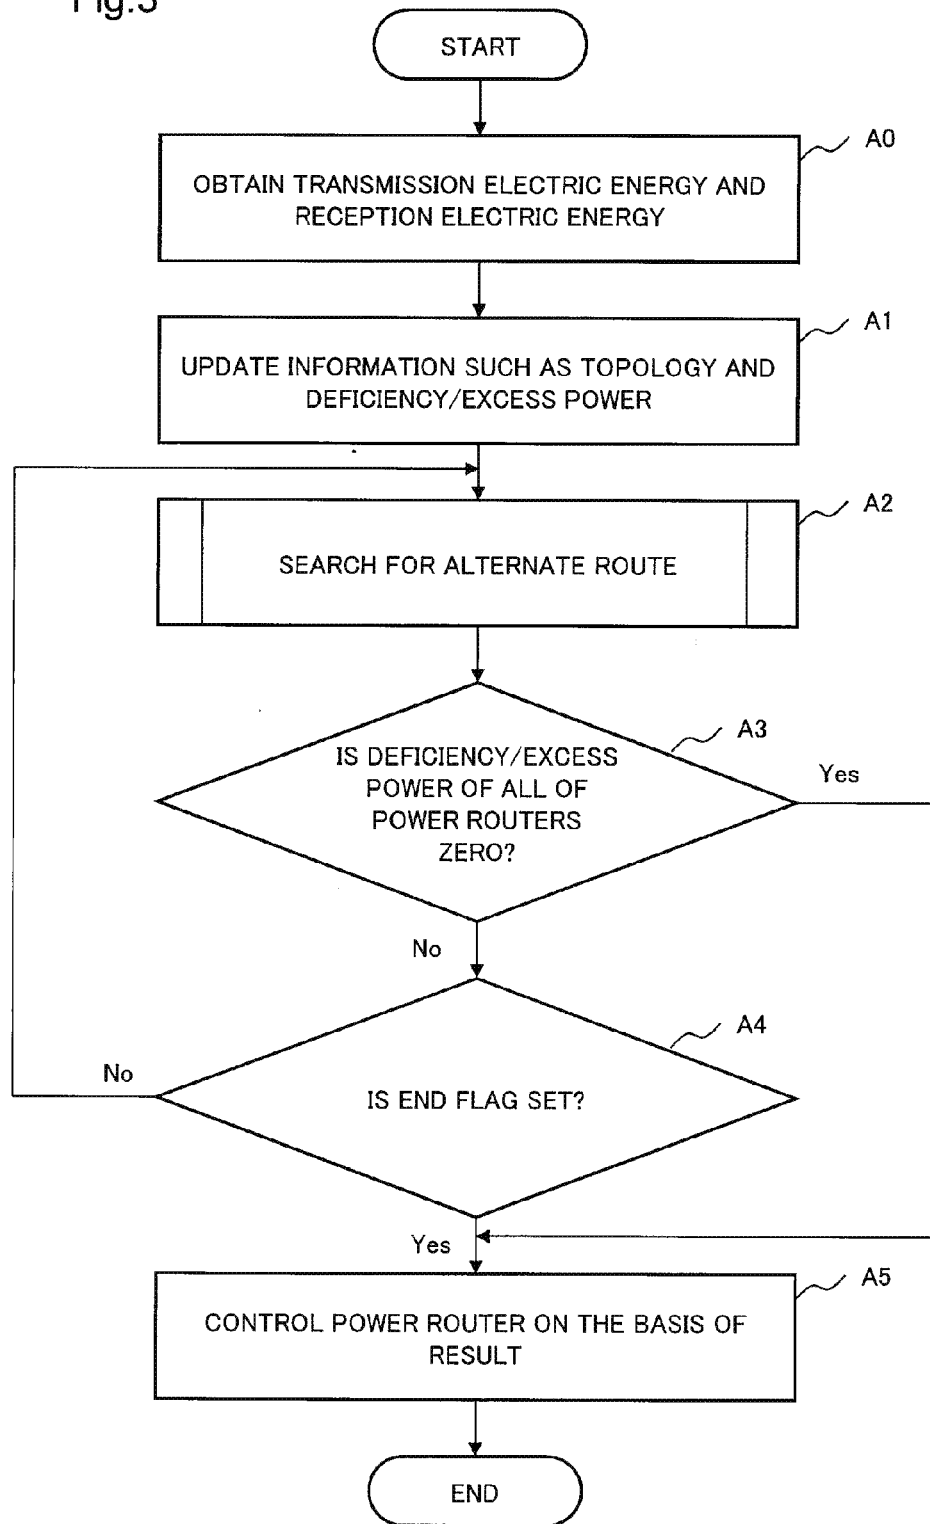 Fig.3
START
A0
OBTAIN TRANSMISSION ELECTRIC ENERGY AND
RECEPTION ELECTRIC ENERGY
A1
UPDATE INFORMATION SUCH AS TOPOLOGY AND
DEFICIENCY/EXCESS POWER
A2
SEARCH FOR ALTERNATE ROUTE
A3
IS DEFICIENCY/EXCESS
POWER OF ALL OF
POWER ROUTERS
ZERO?
Yes
No
A4
IS END FLAG SET?
No
Yes
A5
CONTROL POWER ROUTER ON THE BASIS OF
RESULT
END